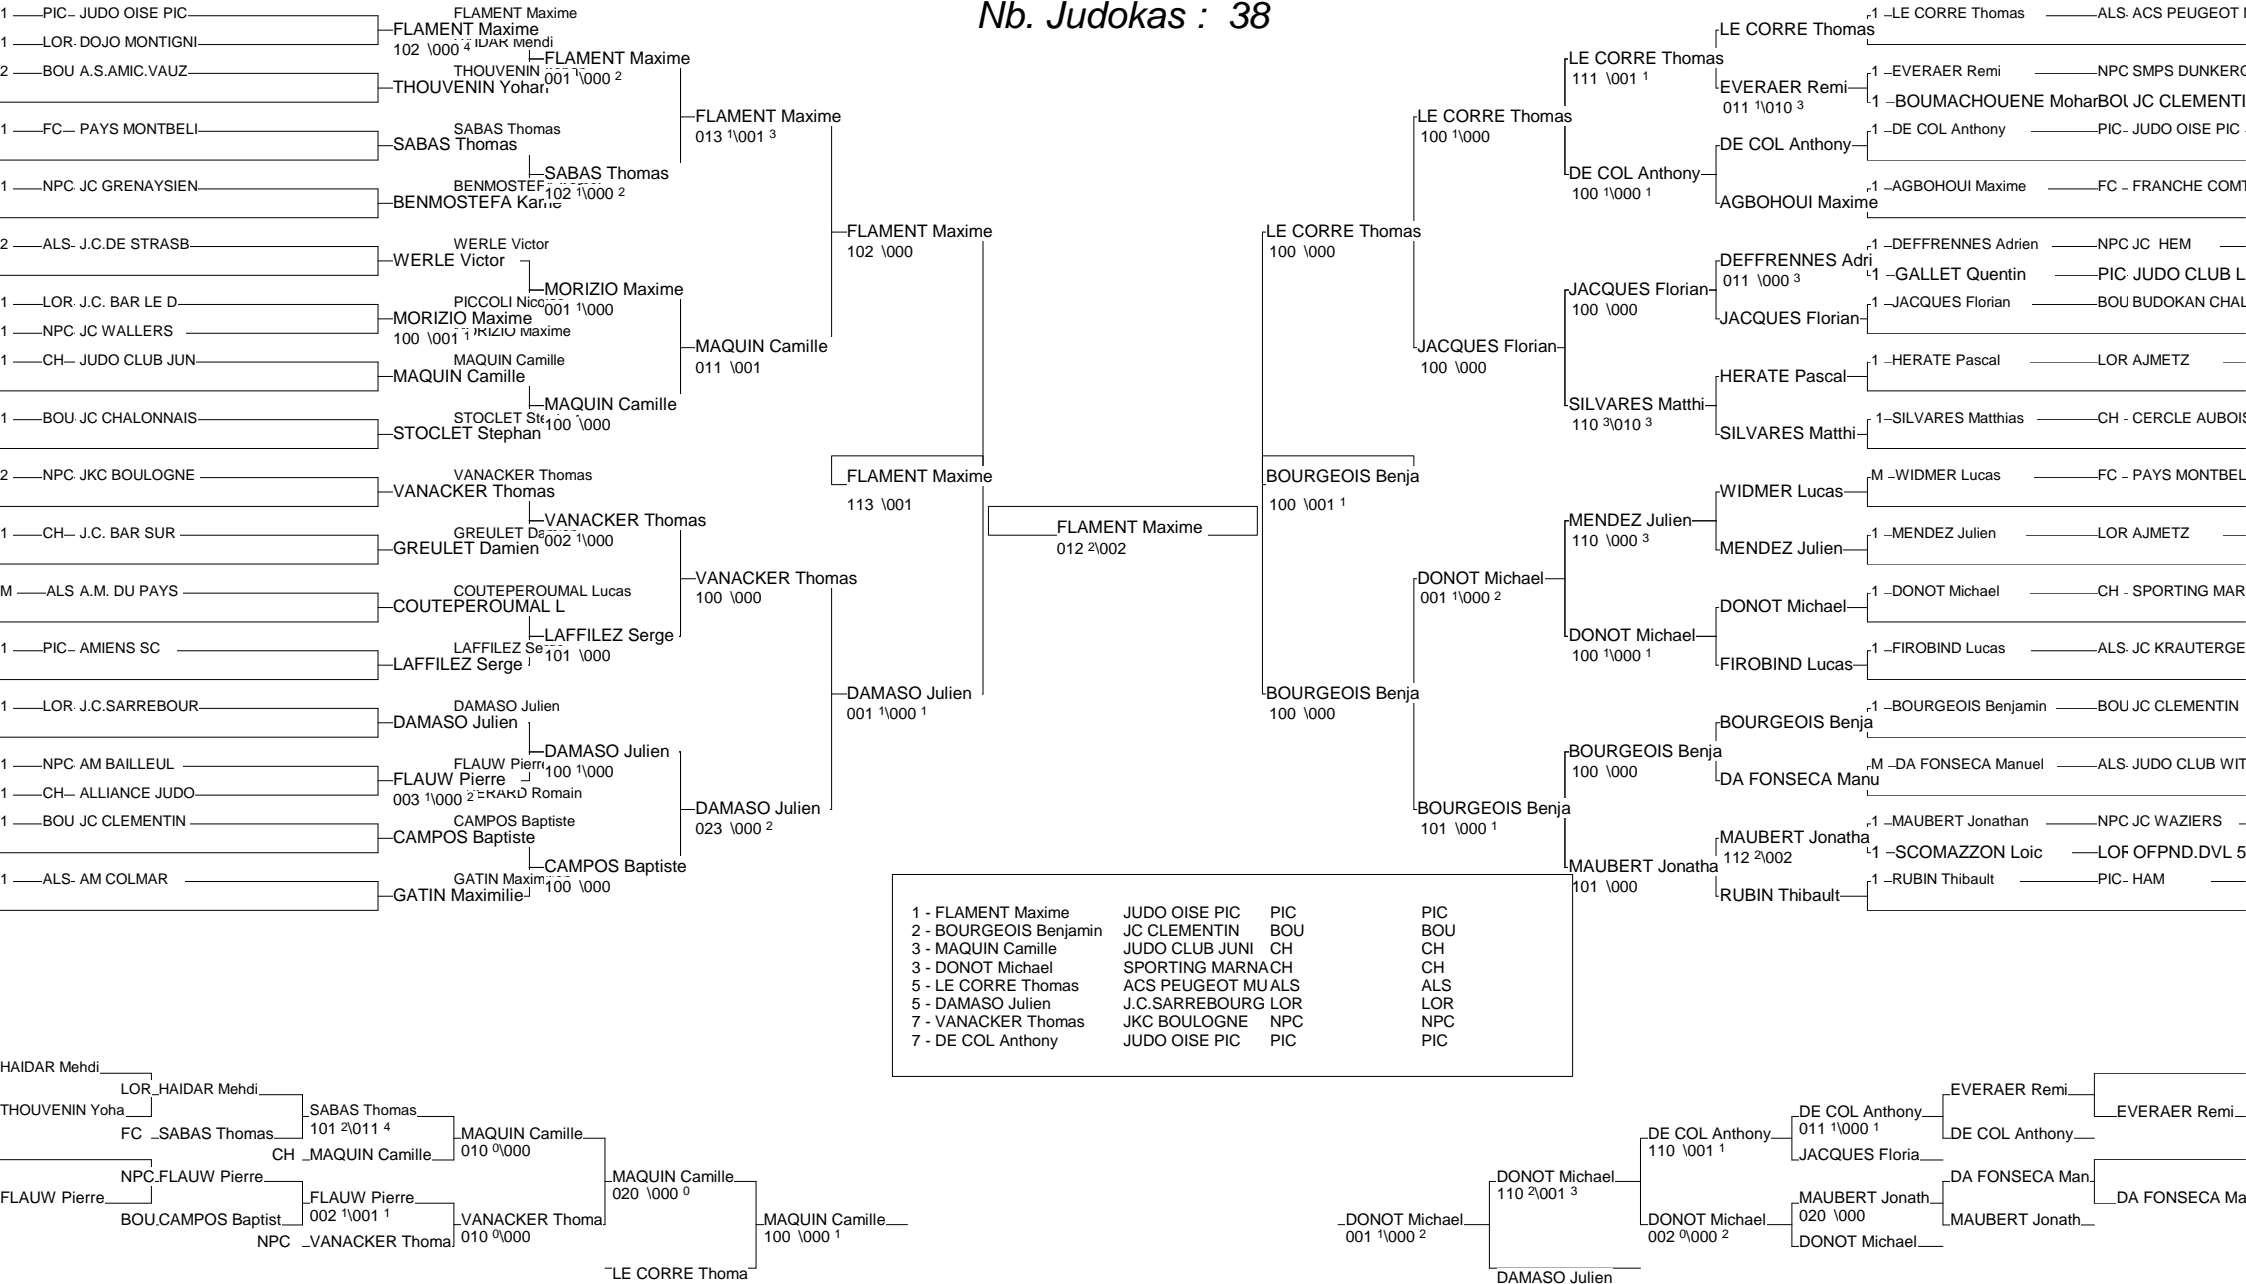 Nb. Judokas : 38
1 PIC JUDO OISE PIC FLAMENT Maxime
1 LOR DOJO MONTIGNI HAIDAR Mehdi
FLAMENT Maxime
102 \000 4
2 BOU A.S.AMIC.VAUZ THOUVENIN
THOUVENIN Yohan
FLAMENT Maxime
001 \000 2
1 FC PAYS MONTBELI SABAS Thomas
SABAS Thomas
1 NPC JC GRENAYSIEN
BENMOSTEFA Kame
SABAS Thomas
102 1\000 2
FLAMENT Maxime
013 1\001 3
2 ALS J.C.DE STRASB WERLE Victor
WERLE Victor
1 LOR J.C. BAR LE D PICCOLI
1 NPC JC WALLERS MORIZIO Maxime
MORIZIO Maxime
100 \001 1
MORIZIO Maxime
001 1\000
1 CH JUDO CLUB JUN MAQUIN Camille
MAQUIN Camille
1 BOU JC CHALONNAIS STOCLET
STOCLET Stephan
MAQUIN Camille
100 \000
MAQUIN Camille
011 \001
FLAMENT Maxime
102 \000
2 NPC JKC BOULOGNE VANACKER Thomas
VANACKER Thomas
1 CH J.C. BAR SUR GREULET
GREULET Damien
VANACKER Thomas
002 1\000
M ALS A.M. DU PAYS COUTEPEROUMAL Lucas
COUTEPEROUMAL L
1 PIC AMIENS SC LAFFILEZ
LAFFILEZ Serge
LAFFILEZ Serge
101 \000
VANACKER Thomas
100 \000
1 LOR J.C.SARREBOUR DAMASO Julien
DAMASO Julien
1 NPC AM BAILLEUL FLAUW Pierre
1 CH ALLIANCE JUDO Romain
FLAUW Pierre
003 1\000 2
DAMASO Julien
100 1\000
1 BOU JC CLEMENTIN CAMPOS Baptiste
CAMPOS Baptiste
1 ALS AM COLMAR GATIN
GATIN Maximilie
CAMPOS Baptiste
100 \000
DAMASO Julien
023 \000 2
DAMASO Julien
001 1\000 1
FLAMENT Maxime
113 \001
FLAMENT Maxime
012 2\002
BOURGEOIS Benja
100 \001 1
LE CORRE Thomas
100 \000
BOURGEOIS Benja
100 \000
LE CORRE Thomas
100 1\000
JACQUES Florian
100 \000
DONOT Michael
001 1\000 2
BOURGEOIS Benja
101 \000 1
LE CORRE Thomas
111 \001 1
DE COL Anthony
100 1\000 1
JACQUES Florian
100 \000
SILVARES Matthi
110 3\010 3
MENDEZ Julien
110 \000 3
DONOT Michael
100 1\000 1
BOURGEOIS Benja
100 \000
MAUBERT Jonatha
101 \000
LE CORRE Thomas
1 LE CORRE Thomas ALS ACS PEUGEOT
EVERAER Remi
011 1\010 3
1 EVERAER Remi NPC SMPS DUNKERQ
1 BOUMACHOUENE Mohar BOU JC CLEMENTI
DE COL Anthony
1 DE COL Anthony PIC JUDO OISE PIC
AGBOHOUI Maxime
1 AGBOHOUI Maxime FC FRANCHE COMT
DEFFRENNES Adri
011 \000 3
1 DEFFRENNES Adrien NPC JC HEM
1 GALLET Quentin PIC JUDO CLUB L
JACQUES Florian
1 JACQUES Florian BOU BUDOKAN CHAL
HERATE Pascal
1 HERATE Pascal LOR AJMETZ
SILVARES Matthi
1 SILVARES Matthias CH CERCLE AUBOIS
WIDMER Lucas
M WIDMER Lucas FC PAYS MONTBEL
MENDEZ Julien
1 MENDEZ Julien LOR AJMETZ
DONOT Michael
1 DONOT Michael CH SPORTING MAR
FIROBIND Lucas
1 FIROBIND Lucas ALS JC KRAUTERGE
BOURGEOIS Benja
1 BOURGEOIS Benjamin BOU JC CLEMENTIN
DA FONSECA Manu
M DA FONSECA Manuel ALS JUDO CLUB WIT
MAUBERT Jonatha
112 2\002
1 MAUBERT Jonathan NPC JC WAZIERS
1 SCOMAZZON Loic LOR OFPND.DVL 5
RUBIN Thibault
1 RUBIN Thibault PIC HAM
1 - FLAMENT Maxime JUDO OISE PIC PIC PIC
2 - BOURGEOIS Benjamin JC CLEMENTIN BOU BOU
3 - MAQUIN Camille JUDO CLUB JUNI CH CH
3 - DONOT Michael SPORTING MARNA CH CH
5 - LE CORRE Thomas ACS PEUGEOT MU ALS ALS
5 - DAMASO Julien J.C.SARREBOURG LOR LOR
7 - VANACKER Thomas JKC BOULOGNE NPC NPC
7 - DE COL Anthony JUDO OISE PIC PIC PIC
HAIDAR Mehdi
THOUVENIN Yoha
LOR HAIDAR Mehdi
FC SABAS Thomas
SABAS Thomas
101 2\011 4
CH MAQUIN Camille
MAQUIN Camille
010 0\000
FLAUW Pierre
NPC FLAUW Pierre
BOU CAMPOS Baptist
FLAUW Pierre
002 1\001 1
NPC VANACKER Thoma
VANACKER Thoma
010 0\000
MAQUIN Camille
020 \000 0
LE CORRE Thoma
MAQUIN Camille
100 \000 1
DONOT Michael
001 1\000 2
DONOT Michael
110 2\001 3
DAMASO Julien
DE COL Anthony
110 \001 1
DONOT Michael
002 0\000 2
DE COL Anthony
011 1\000 1
JACQUES Floria
MAUBERT Jonath
020 \000
DONOT Michael
EVERAER Remi
DE COL Anthony
DA FONSECA Man
MAUBERT Jonath
EVERAER Remi
DA FONSECA Ma